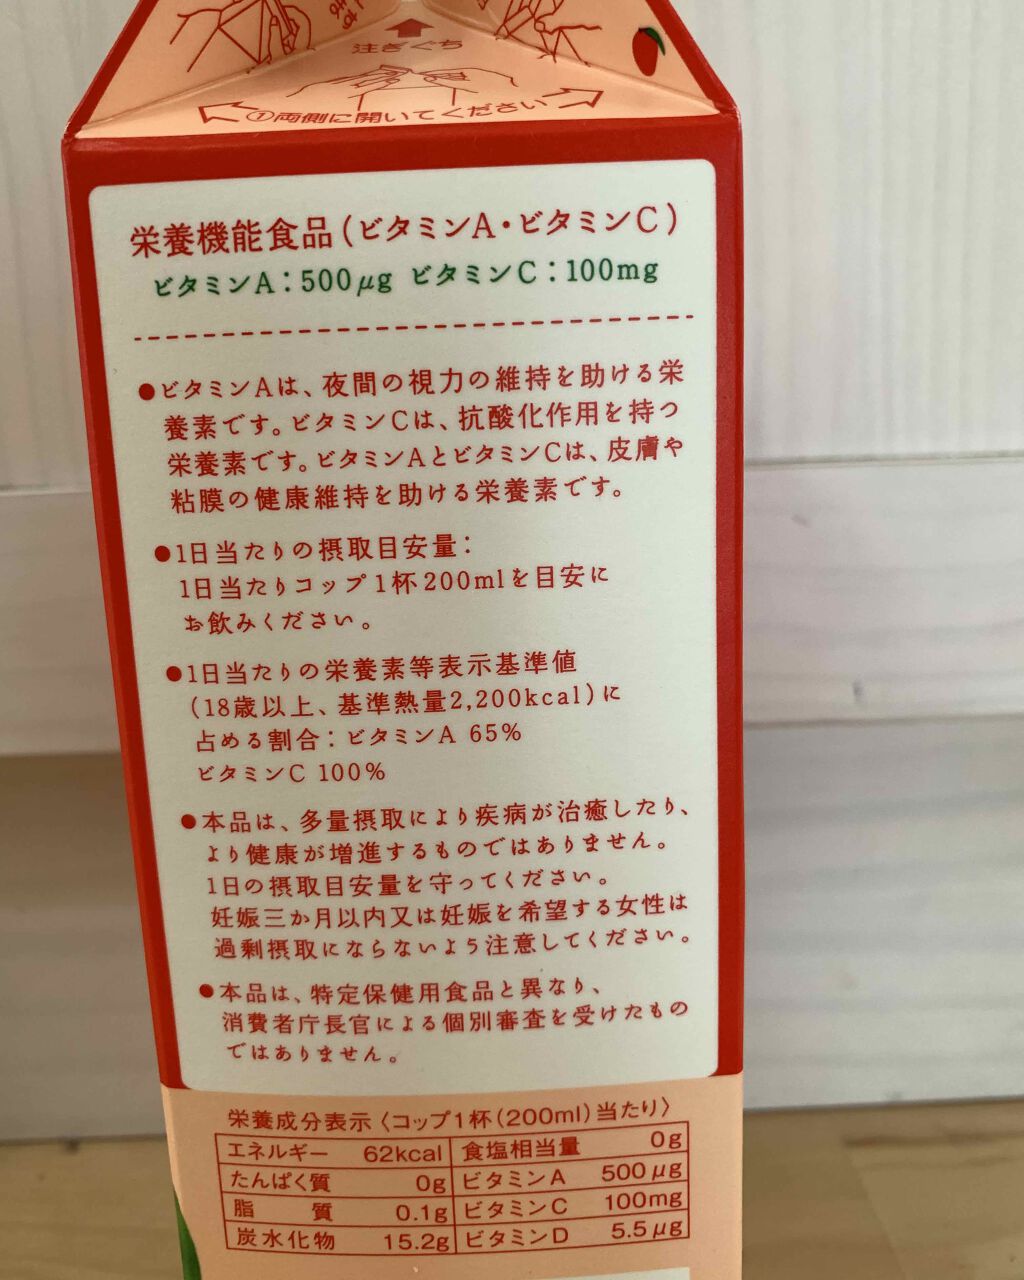 注ぎぐち
①両側に開いてください
栄養機能食品(ビタミンA・ビタミンC)
ビタミンA:500μg ビタミンC:100mg
●ビタミンAは、夜間の視力の維持を助ける栄
養素です。ビタミンCは、抗酸化作用を持つ
栄養素です。ビタミンAとビタミンCは、皮膚や
粘膜の健康維持を助ける栄養素です。
●1日当たりの摂取目安量:
1日当たりコップ1杯200mlを目安に
お飲みください。
●1日当たりの栄養素等表示基準値
(18歳以上、基準熱量2,200kcal)に
占める割合:ビタミンA 65%
ビタミンC 100%
●本品は、多量摂取により疾病が治癒したり、
より健康が増進するものではありません。
1日の摂取目安量を守ってください。
妊娠三か月以内又は妊娠を希望する女性は
過剰摂取にならないよう注意してください。
●本品は、特定保健用食品と異なり、
消費者庁長官による個別審査を受けたもの
ではありません。
栄養成分表示〈コップ1杯(200ml)当たり〉
エネルギー 62kcal 食塩相当量 0g
たんぱく質 0g ビタミンA 500μg
脂質 0.1g ビタミンC 100mg
炭水化物 15.2g ビタミンD 5.5μg